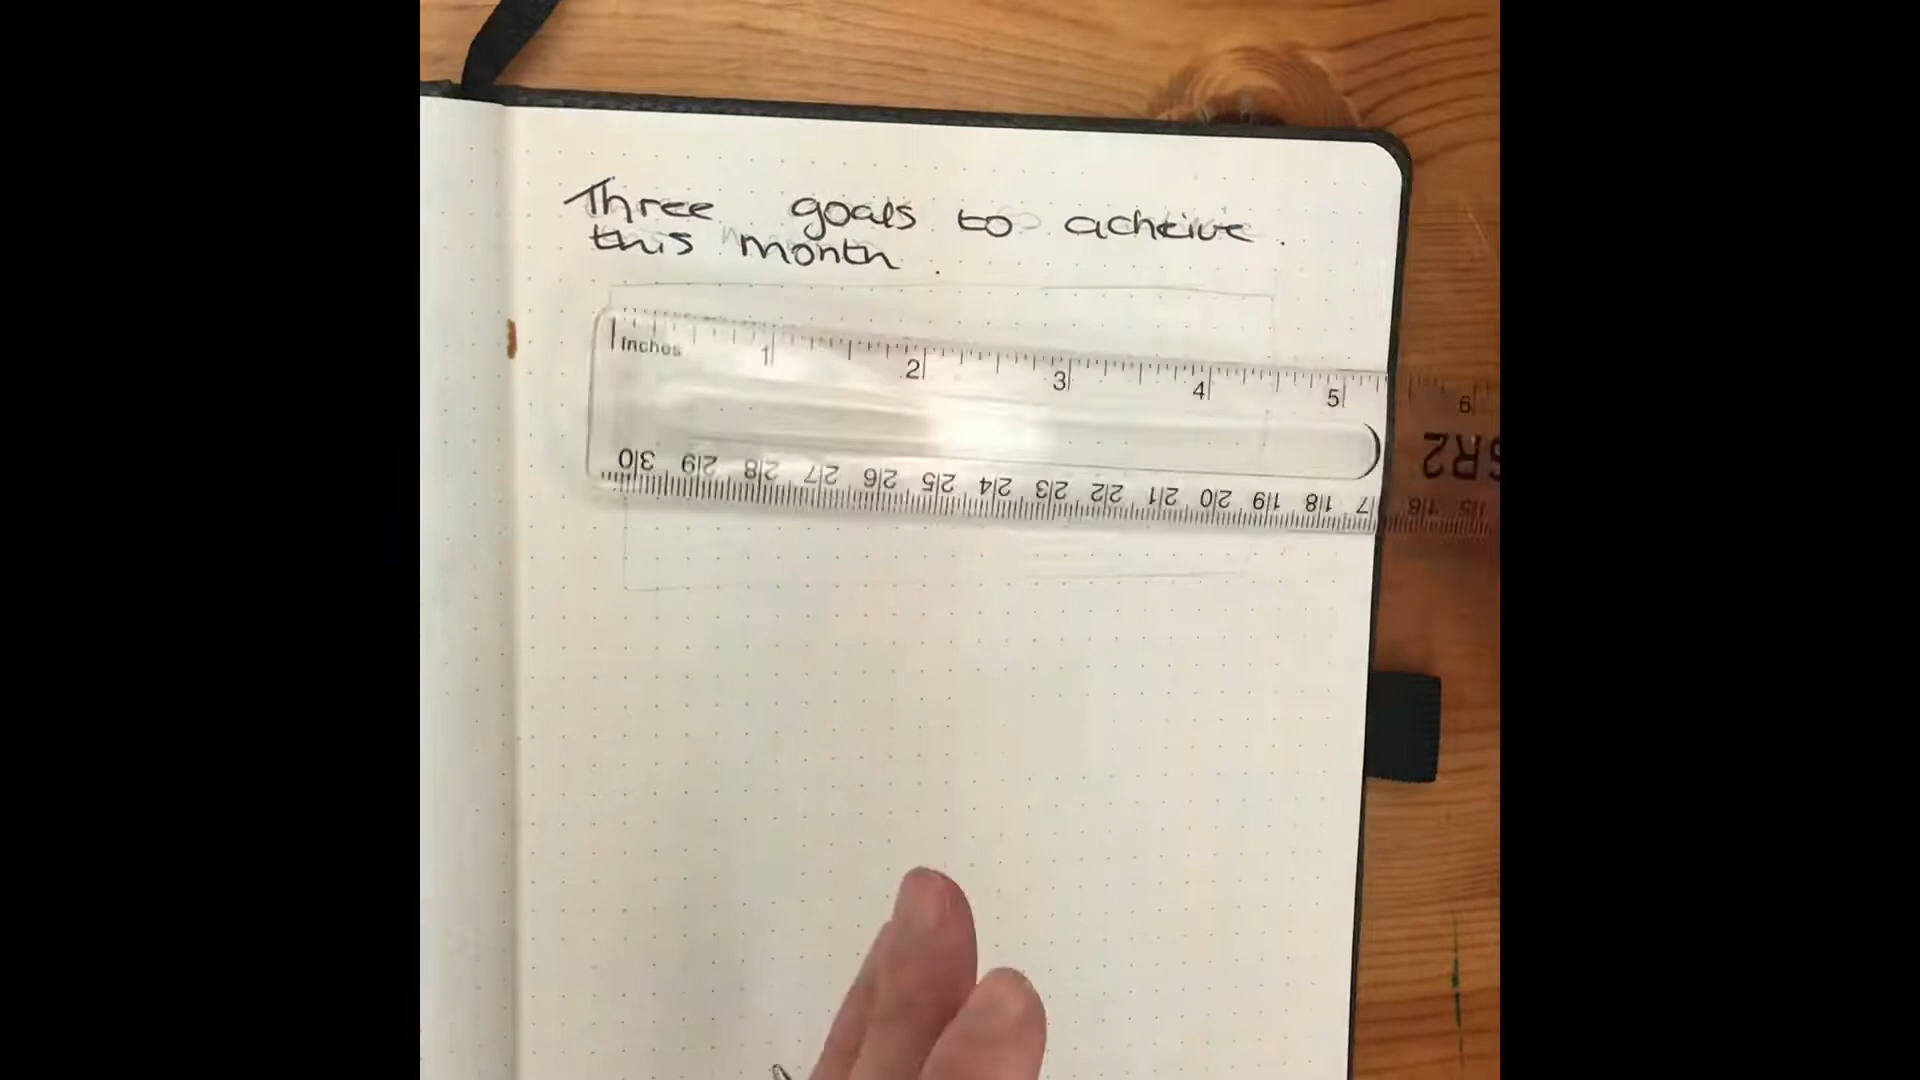 Three goals to acheive.
this month.
Inches 1 2 3 4 5 6
SR2
30 29 28 27 26 25 24 23 22 21 20 19 18 17 16 15